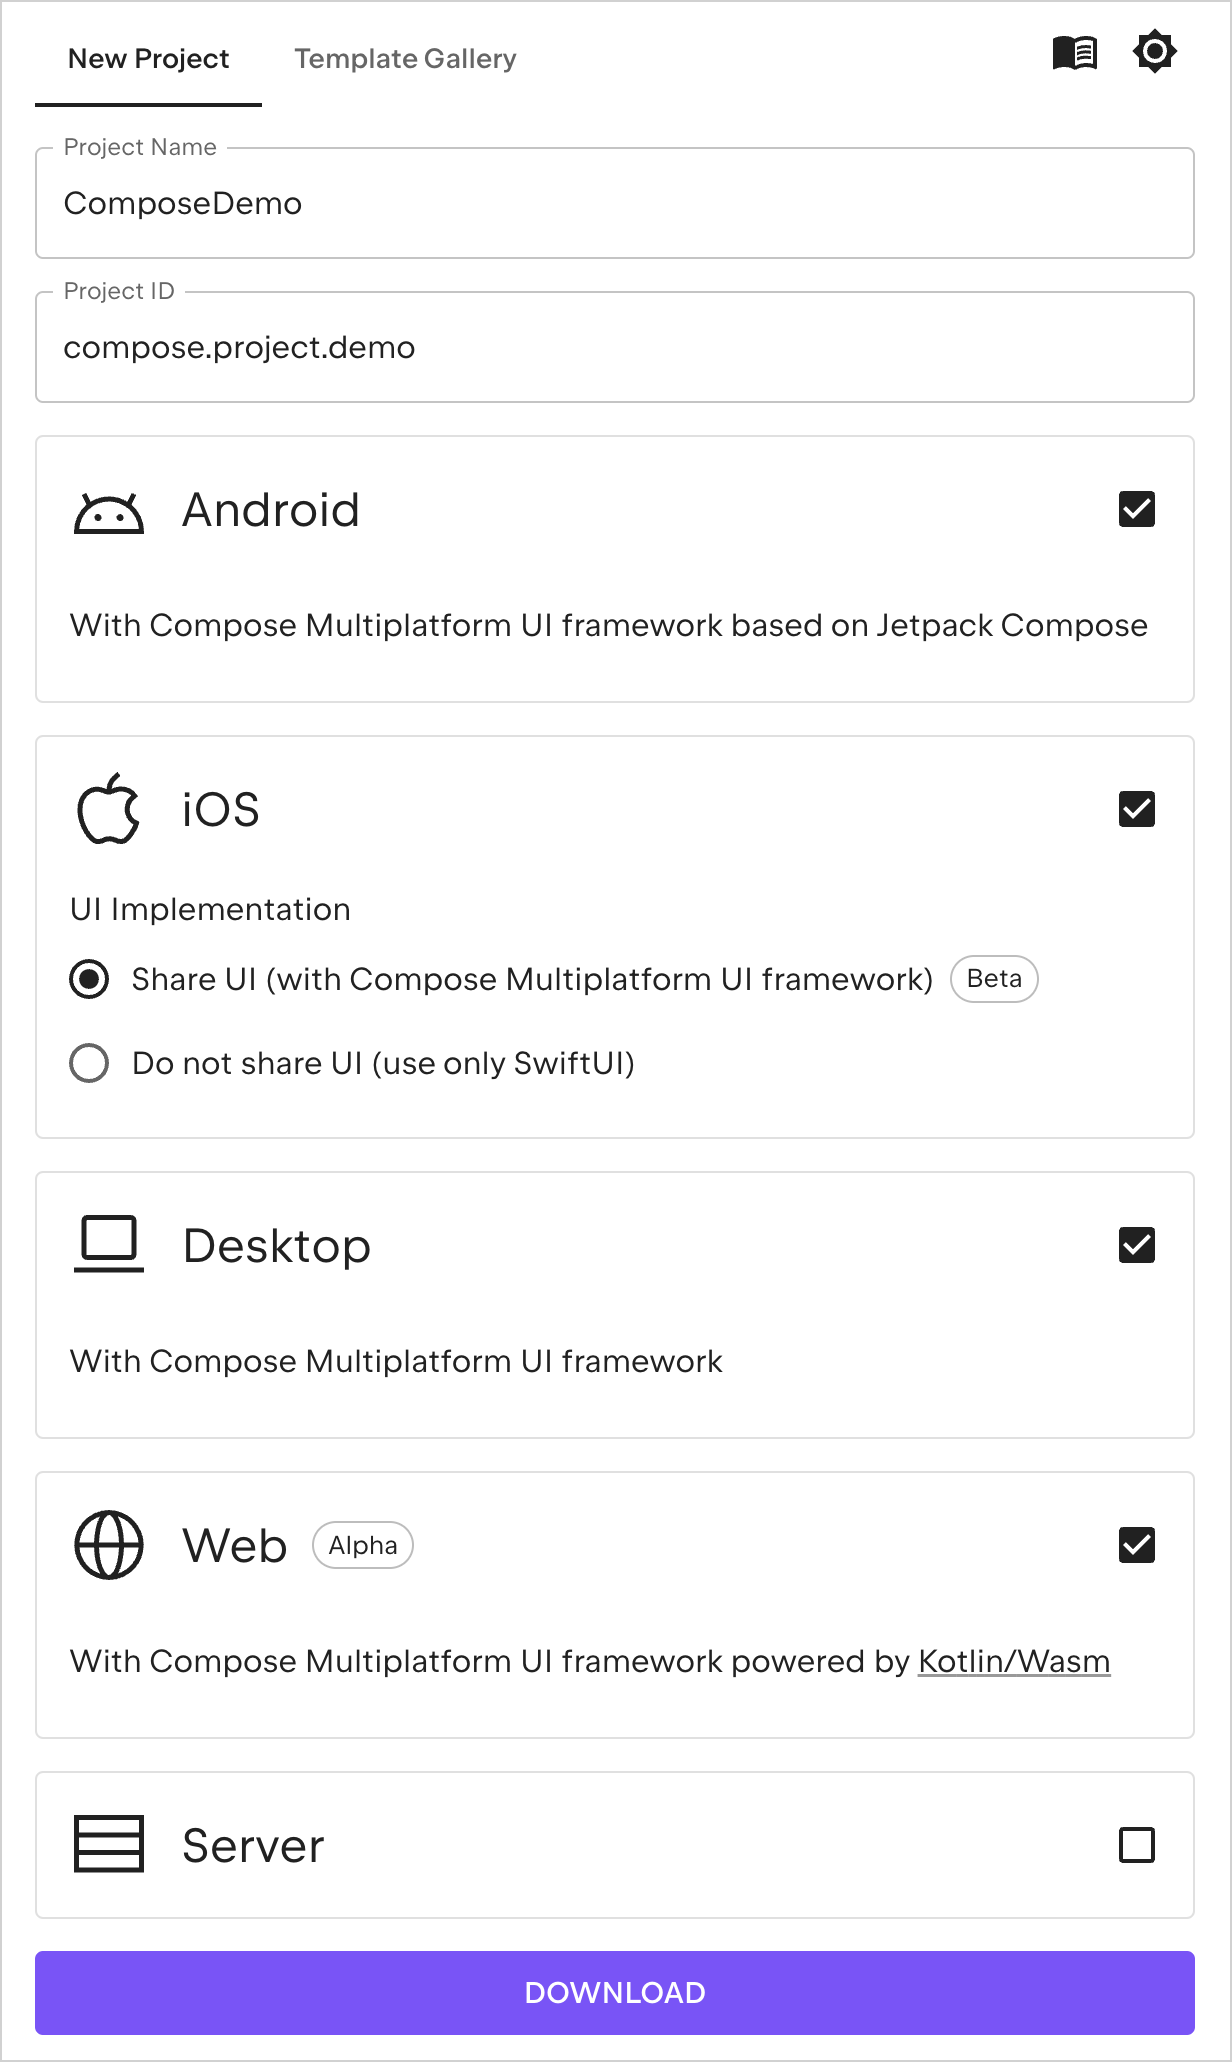 New Project
Template Gallery
Project Name
ComposeDemo
Project ID
compose.project.demo
Android
With Compose Multiplatform UI framework based on Jetpack Compose
iOS
UI Implementation
Share UI (with Compose Multiplatform UI framework) Beta
Do not share UI (use only SwiftUI)
Desktop
With Compose Multiplatform UI framework
Web Alpha
With Compose Multiplatform UI framework powered by Kotlin/Wasm
Server
DOWNLOAD